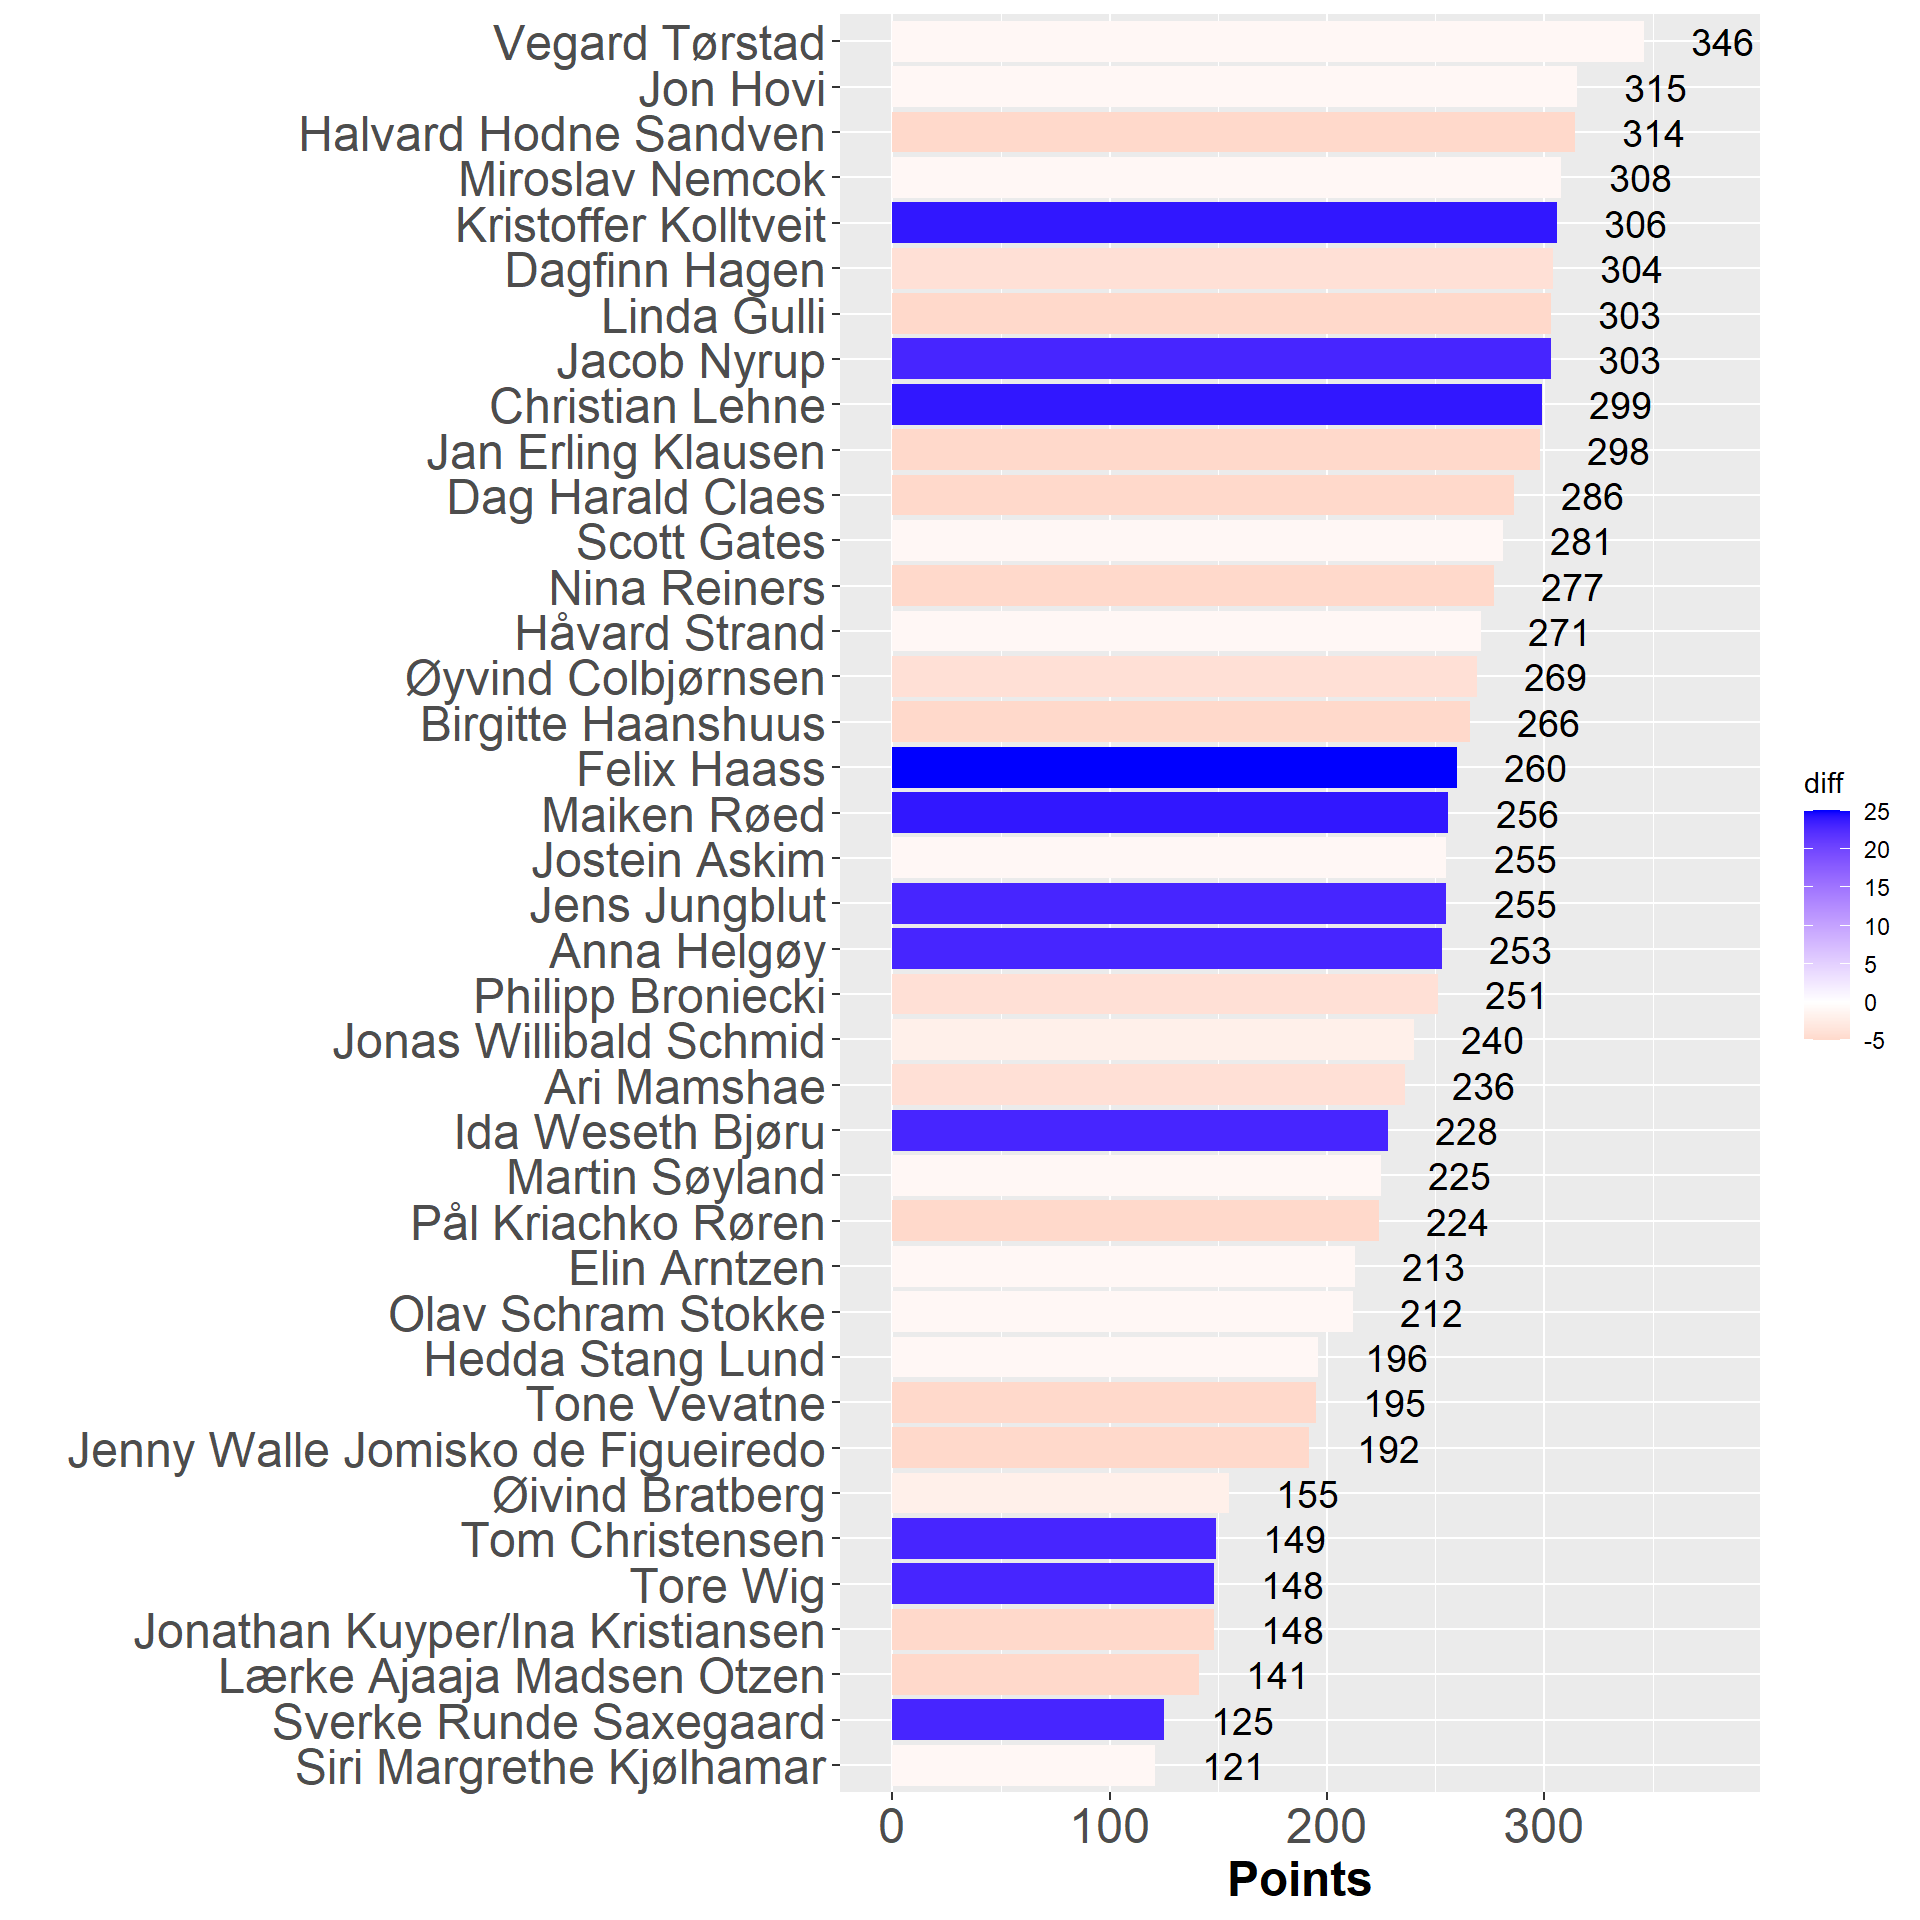 Vegard Tørstad 346
Jon Hovi 315
Halvard Hodne Sandven 314
Miroslav Nemcok 308
Kristoffer Kolltveit 306
Dagfinn Hagen 304
Linda Gulli 303
Jacob Nyrup 303
Christian Lehne 299
Jan Erling Klausen 298
Dag Harald Claes 286
Scott Gates 281
Nina Reiners 277
Håvard Strand 271
Øyvind Colbjørnsen 269
Birgitte Haanshuus 266
Felix Haass 260
Maiken Røed 256
Jostein Askim 255
Jens Jungblut 255
Anna Helgøy 253
Philipp Broniecki 251
Jonas Willibald Schmid 240
Ari Mamshae 236
Ida Weseth Bjøru 228
Martin Søyland 225
Pål Kriachko Røren 224
Elin Arntzen 213
Olav Schram Stokke 212
Hedda Stang Lund 196
Tone Vevatne 195
Jenny Walle Jomisko de Figueiredo 192
Øivind Bratberg 155
Tom Christensen 149
Tore Wig 148
Jonathan Kuyper/Ina Kristiansen 148
Lærke Ajaaja Madsen Otzen 141
Sverke Runde Saxegaard 125
Siri Margrethe Kjølhamar 121
0 100 200 300
Points
diff
25
20
15
10
5
0
-5